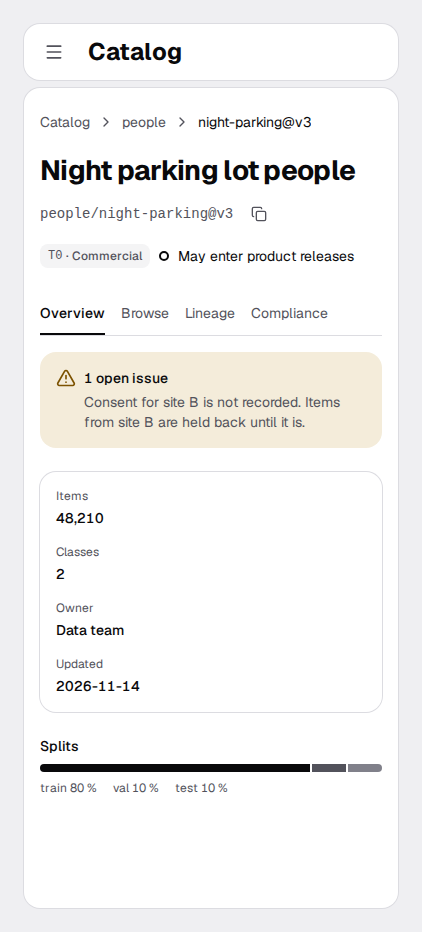 Catalog
Catalog > people > night-parking@v3
Night parking lot people
people/night-parking@v3
T0 · Commercial May enter product releases
Overview Browse Lineage Compliance
1 open issue
Consent for site B is not recorded. Items
from site B are held back until it is.
Items
48,210
Classes
2
Owner
Data team
Updated
2026-11-14
Splits
train 80 % val 10 % test 10 %